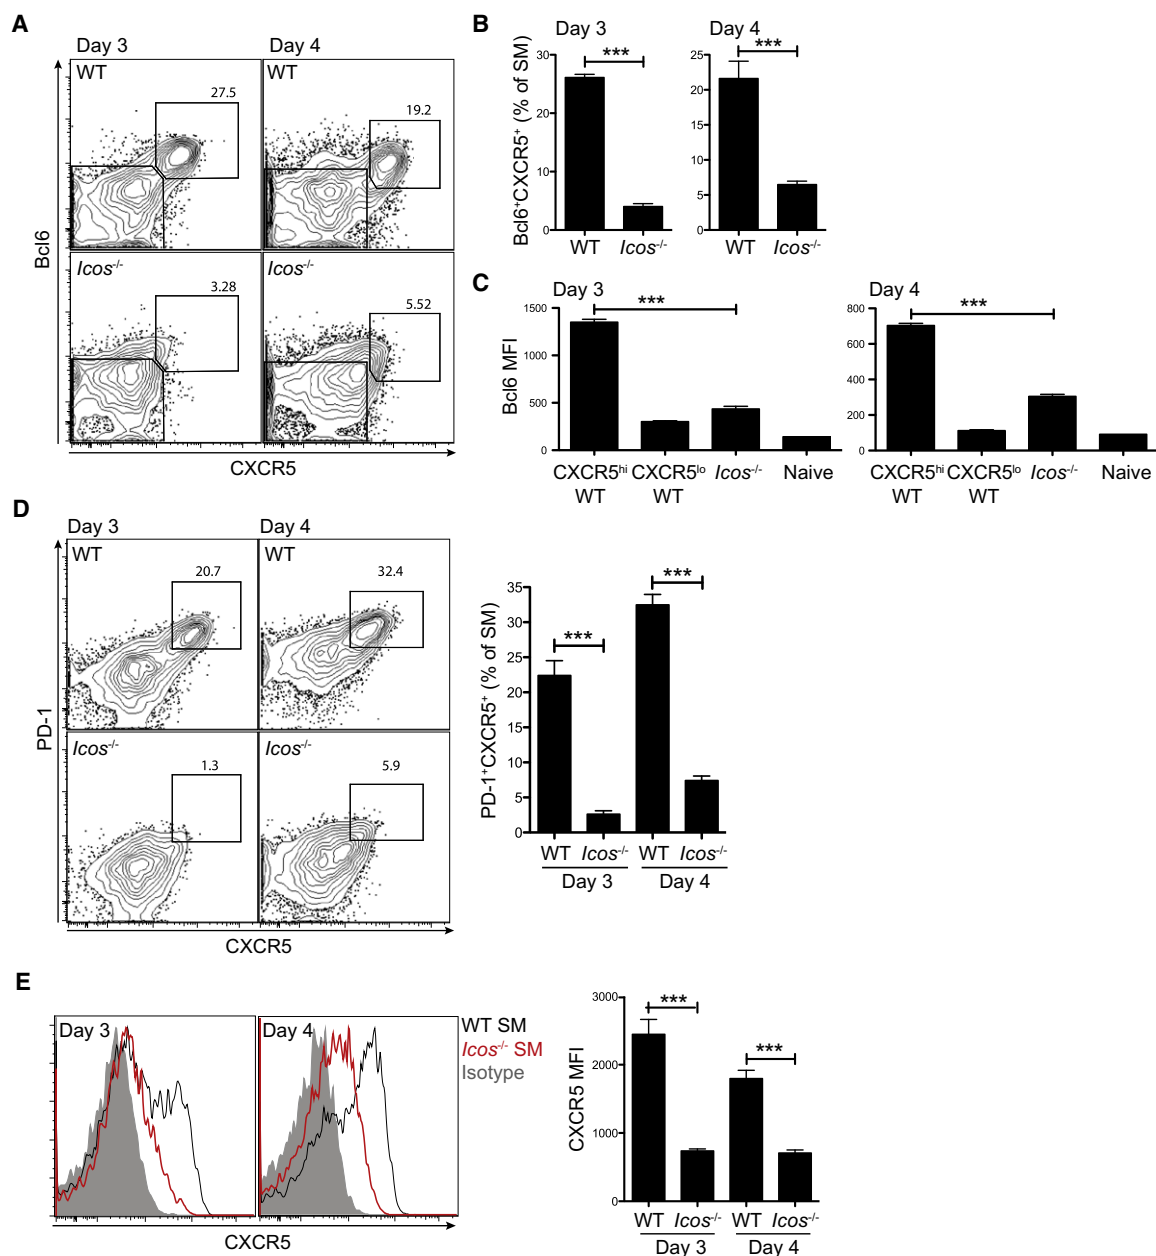 A
Day 3
Day 4
WT
27.5
WT
19.2
Icos-/-
3.28
Icos-/-
5.52
Bcl6
CXCR5
B
Day 3
Day 4
Bcl6+CXCR5+ (% of SM)
30
20
10
0
***
WT
Icos-/-
25
20
15
10
5
0
***
WT
Icos-/-
C
Day 3
Bcl6 MFI
1500
1000
500
0
***
CXCR5hi WT
CXCR5lo WT
Icos-/-
Naive
Day 4
800
600
400
200
0
***
CXCR5hi WT
CXCR5lo WT
Icos-/-
Naive
D
Day 3
Day 4
WT
20.7
WT
32.4
Icos-/-
1.3
Icos-/-
5.9
PD-1
CXCR5
PD-1+CXCR5+ (% of SM)
35
30
25
20
15
10
5
0
***
***
WT
Icos-/-
WT
Icos-/-
Day 3
Day 4
E
Day 3
Day 4
WT SM
Icos-/- SM
Isotype
CXCR5
CXCR5 MFI
3000
2000
1000
0
***
***
WT
Icos-/-
WT
Icos-/-
Day 3
Day 4